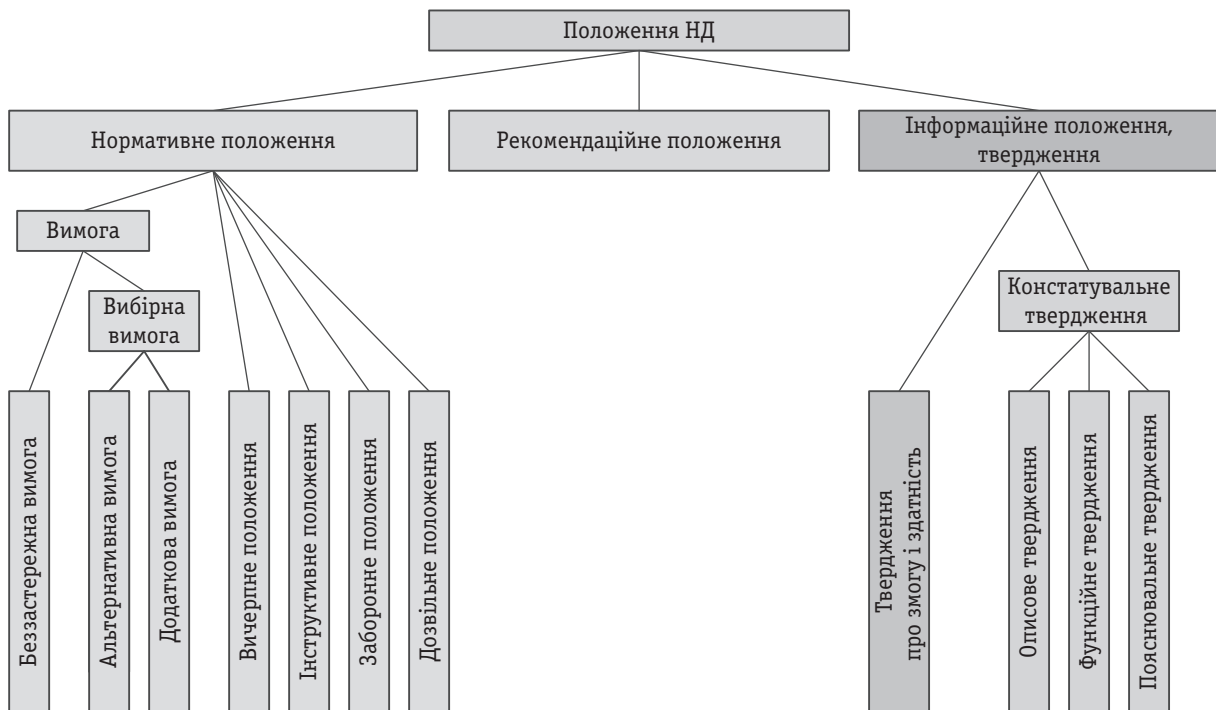 Положення НД
Нормативне положення
Рекомендаційне положення
Інформаційне положення,
твердження
Вимога
Вибірна
вимога
Констатувальне
твердження
Беззастережна вимога
Альтернативна вимога
Додаткова вимога
Вичерпне положення
Інструктивне положення
Заборонне положення
Дозвільне положення
Твердження
про змогу і здатність
Описове твердження
Функційне твердження
Пояснювальне твердження